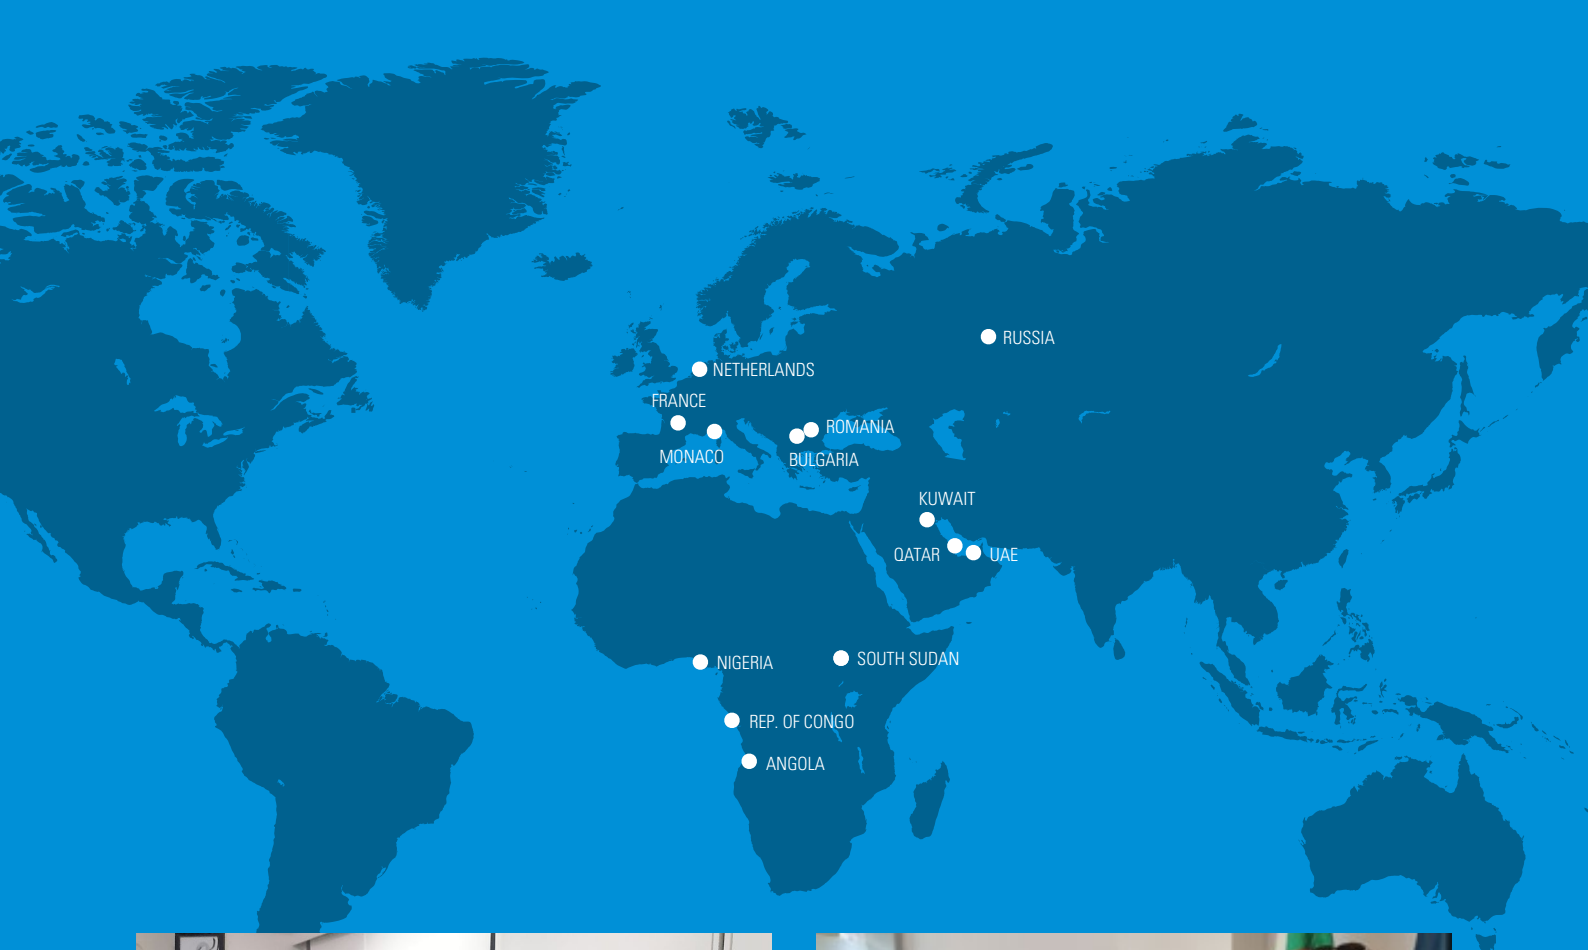 RUSSIA
NETHERLANDS
FRANCE
ROMANIA
MONACO
BULGARIA
KUWAIT
QATAR
UAE
NIGERIA
SOUTH SUDAN
REP. OF CONGO
ANGOLA